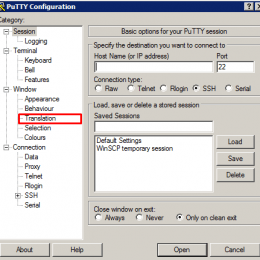 PuTTY Configuration
Category:
Session
Logging
Terminal
Keyboard
Bell
Features
Window
Appearance
Behaviour
Translation
Selection
Colours
Connection
Data
Proxy
Telnet
Rlogin
SSH
Serial
Basic options for your PuTTY session
Specify the destination you want to connect to
Host Name (or IP address) Port
22
Connection type:
Raw Telnet Rlogin SSH Serial
Load, save or delete a stored session
Saved Sessions
Default Settings
WinSCP temporary session
Load
Save
Delete
Close window on exit:
Always Never Only on clean exit
About Help Open Cancel